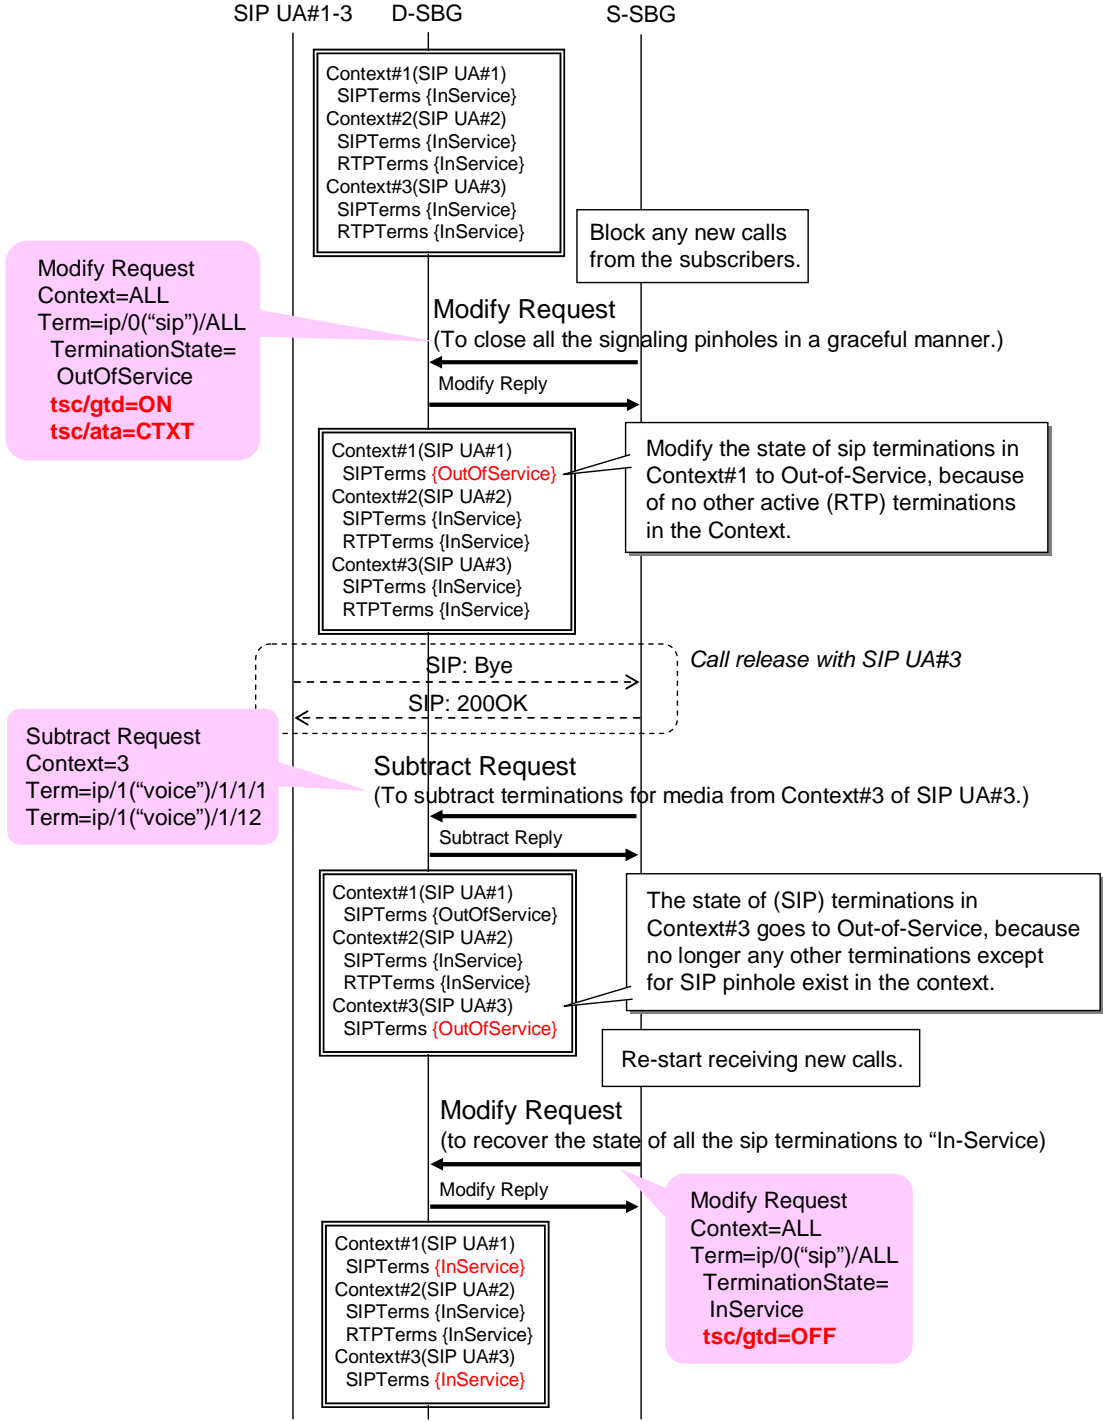 SIP UA#1-3 D-SBG S-SBG
Context#1(SIP UA#1)
SIPTerms {InService}
Context#2(SIP UA#2)
SIPTerms {InService}
RTPTerms {InService}
Context#3(SIP UA#3)
SIPTerms {InService}
RTPTerms {InService}
Block any new calls
from the subscribers.
Modify Request
Context=ALL
Term=ip/0(“sip”)/ALL
TerminationState=
OutOfService
tsc/gtd=ON
tsc/ata=CTXT
Modify Request
(To close all the signaling pinholes in a graceful manner.)
Modify Reply
Context#1(SIP UA#1)
SIPTerms {OutOfService}
Context#2(SIP UA#2)
SIPTerms {InService}
RTPTerms {InService}
Context#3(SIP UA#3)
SIPTerms {InService}
RTPTerms {InService}
Modify the state of sip terminations in
Context#1 to Out-of-Service, because
of no other active (RTP) terminations
in the Context.
SIP: Bye
Call release with SIP UA#3
SIP: 200OK
Subtract Request
Context=3
Term=ip/1(“voice”)/1/1/1
Term=ip/1(“voice”)/1/12
Subtract Request
(To subtract terminations for media from Context#3 of SIP UA#3.)
Subtract Reply
Context#1(SIP UA#1)
SIPTerms {OutOfService}
Context#2(SIP UA#2)
SIPTerms {InService}
RTPTerms {InService}
Context#3(SIP UA#3)
SIPTerms {OutOfService}
The state of (SIP) terminations in
Context#3 goes to Out-of-Service, because
no longer any other terminations except
for SIP pinhole exist in the context.
Re-start receiving new calls.
Modify Request
(to recover the state of all the sip terminations to “In-Service)
Modify Reply
Modify Request
Context=ALL
Term=ip/0(“sip”)/ALL
TerminationState=
InService
tsc/gtd=OFF
Context#1(SIP UA#1)
SIPTerms {InService}
Context#2(SIP UA#2)
SIPTerms {InService}
RTPTerms {InService}
Context#3(SIP UA#3)
SIPTerms {InService}